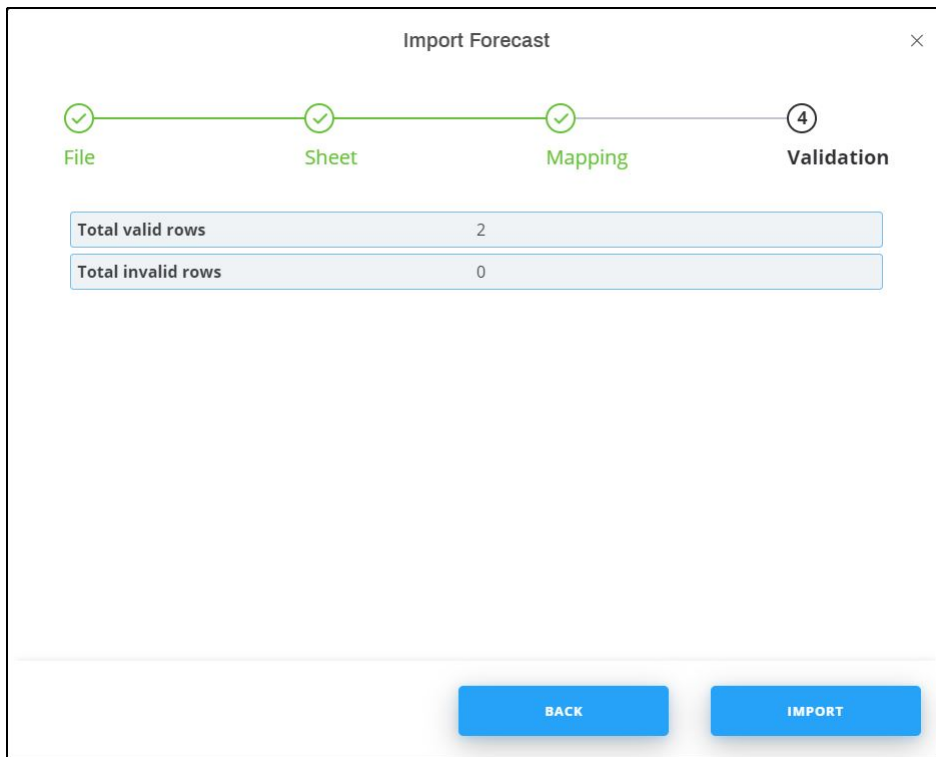 Import Forecast
4
File Sheet Mapping Validation
Total valid rows 2
Total invalid rows 0
BACK IMPORT